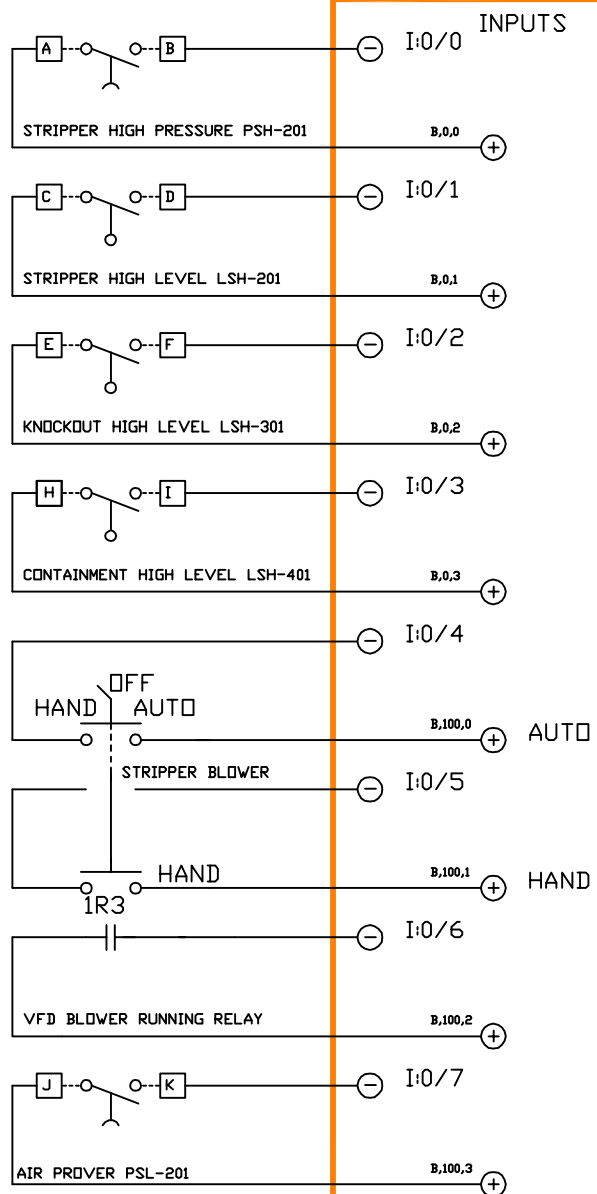 INPUTS
A B I:0/0
STRIPPER HIGH PRESSURE PSH-201 B,0,0
C D I:0/1
STRIPPER HIGH LEVEL LSH-201 B,0,1
E F I:0/2
KNOCKOUT HIGH LEVEL LSH-301 B,0,2
H I I:0/3
CONTAINMENT HIGH LEVEL LSH-401 B,0,3
I:0/4
OFF
HAND AUTO
B,100,0 AUTO
STRIPPER BLOWER I:0/5
HAND B,100,1 HAND
1R3
I:0/6
VFD BLOWER RUNNING RELAY B,100,2
J K I:0/7
AIR PROVER PSL-201 B,100,3